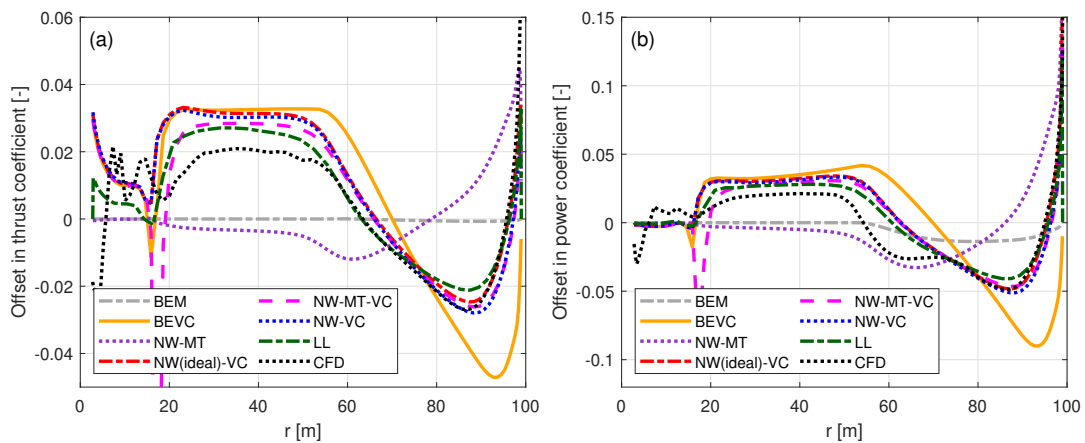 (a)
Offset in thrust coefficient [-]
0.06
0.04
0.02
0
-0.02
-0.04
BEM
BEVC
NW-MT
NW(ideal)-VC
NW-MT-VC
NW-VC
LL
CFD
0 20 40 60 80 100
r [m]
(b)
Offset in power coefficient [-]
0.15
0.1
0.05
0
-0.05
-0.1
BEM
BEVC
NW-MT
NW(ideal)-VC
NW-MT-VC
NW-VC
LL
CFD
0 20 40 60 80 100
r [m]